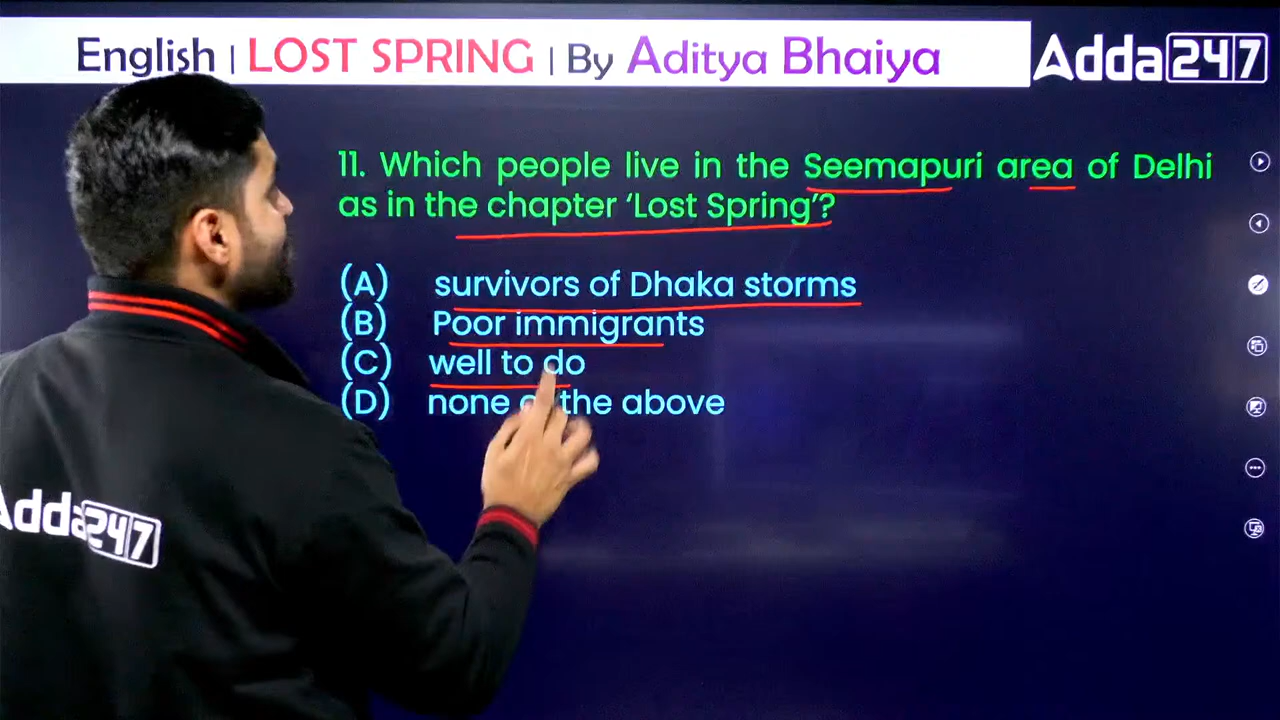 English | LOST SPRING | By Aditya Bhaiya
Adda247
11. Which people live in the Seemapuri area of Delhi
as in the chapter ‘Lost Spring’?
(A) survivors of Dhaka storms
(B) Poor immigrants
(C) well to do
(D) none the above
Adda247